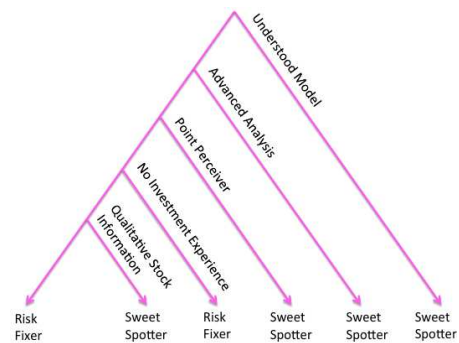 Understood Model
Advanced Analysis
Point Perceiver
No Investment Experience
Qualitative Stock
Information
Risk
Fixer
Sweet
Spotter
Risk
Fixer
Sweet
Spotter
Sweet
Spotter
Sweet
Spotter